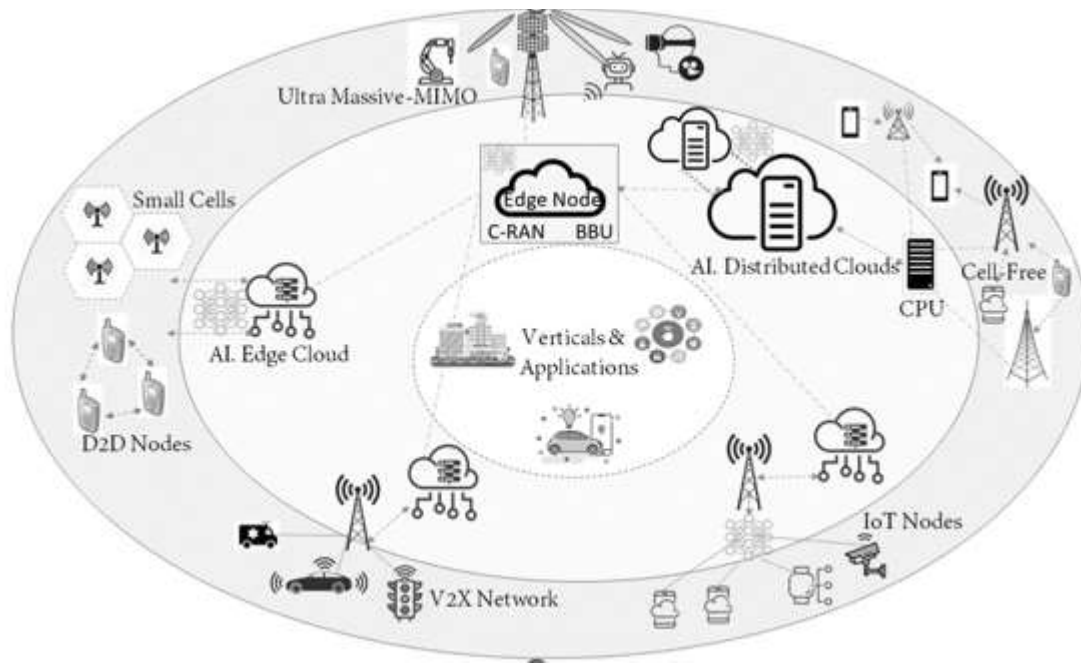 Ultra Massive-MIMO
Small Cells
Edge Node
C-RAN BBU
AI. Distributed Clouds
Cell-Free
CPU
AI. Edge Cloud
Verticals &
Applications
D2D Nodes
IoT Nodes
V2X Network